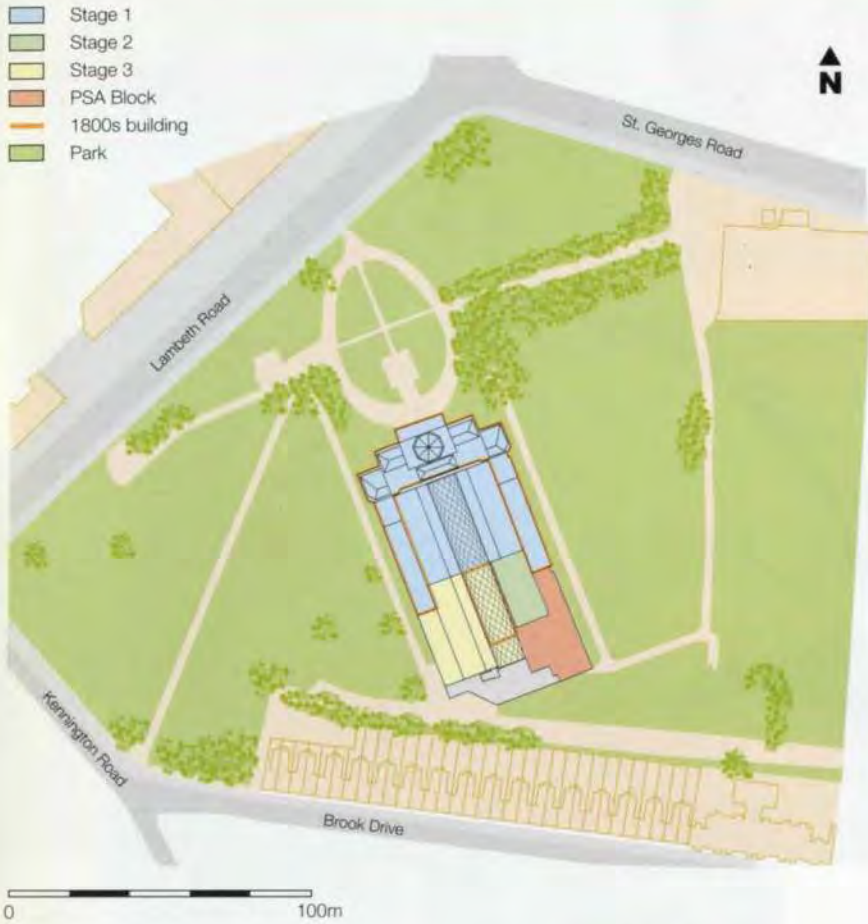 Stage 1
Stage 2
Stage 3
PSA Block
1800s building
Park
N
St. Georges Road
Lambeth Road
Kennington Road
Brook Drive
0 100m